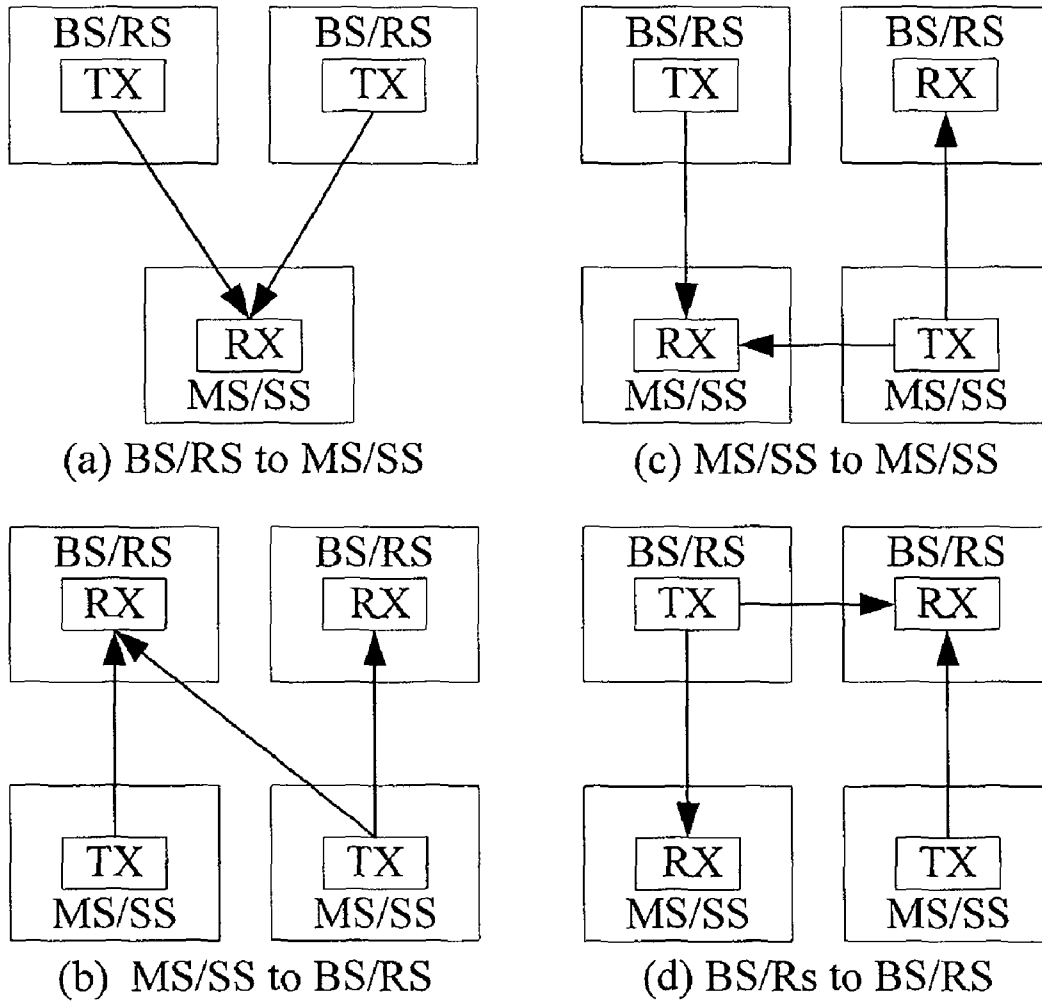 BS/RS
TX
BS/RS
TX
RX
MS/SS
(a) BS/RS to MS/SS
BS/RS
TX
BS/RS
RX
RX
MS/SS
TX
MS/SS
(c) MS/SS to MS/SS
BS/RS
RX
BS/RS
RX
TX
MS/SS
TX
MS/SS
(b) MS/SS to BS/RS
BS/RS
TX
BS/RS
RX
RX
MS/SS
TX
MS/SS
(d) BS/Rs to BS/RS